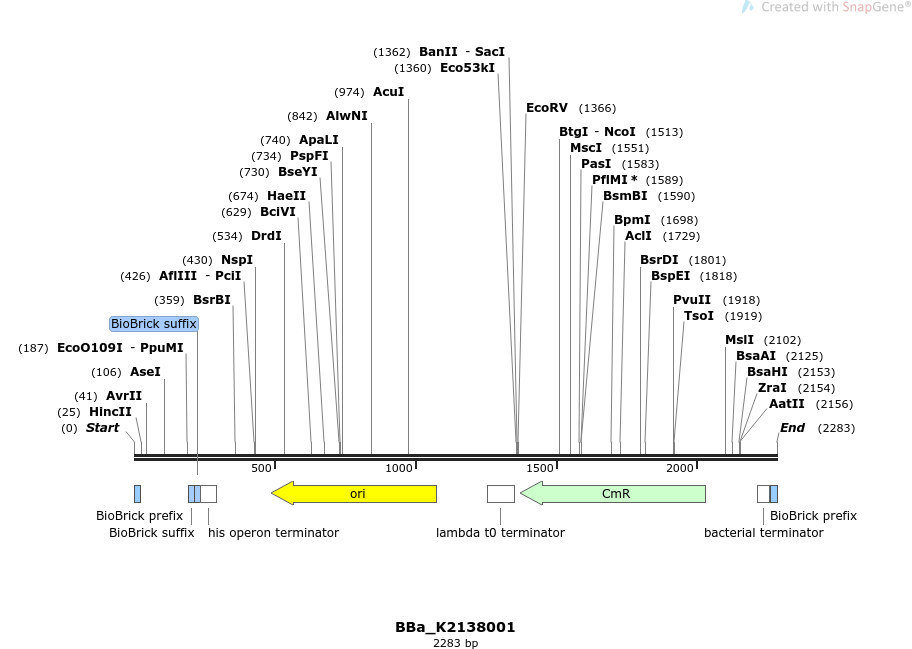 Created with SnapGene®
(1362) BanII - SacI
(1360) Eco53kI
(974) AcuI
EcoRV (1366)
(842) AlwNI
BtgI - NcoI (1513)
(740) ApaLI
MscI (1551)
(734) PspFI
PasI (1583)
(730) BseYI
PflMI * (1589)
(674) HaeII
BsmBI (1590)
(629) BciVI
BpmI (1698)
(534) DrdI
AclI (1729)
(430) NspI
BsrDI (1801)
(426) AflIII - PciI
BspEI (1818)
(359) BsrBI
PvuII (1918)
TsoI (1919)
BioBrick suffix
MslI (2102)
(187) EcoO109I - PpuMI
BsaAI (2125)
(106) AseI
BsaHI (2153)
ZraI (2154)
(41) AvrII
AatII (2156)
(25) HincII
(0) Start
End (2283)
500 1000 1500 2000
ori
CmR
BioBrick prefix
BioBrick prefix
BioBrick suffix
his operon terminator
lambda t0 terminator
bacterial terminator
BBa_K2138001
2283 bp